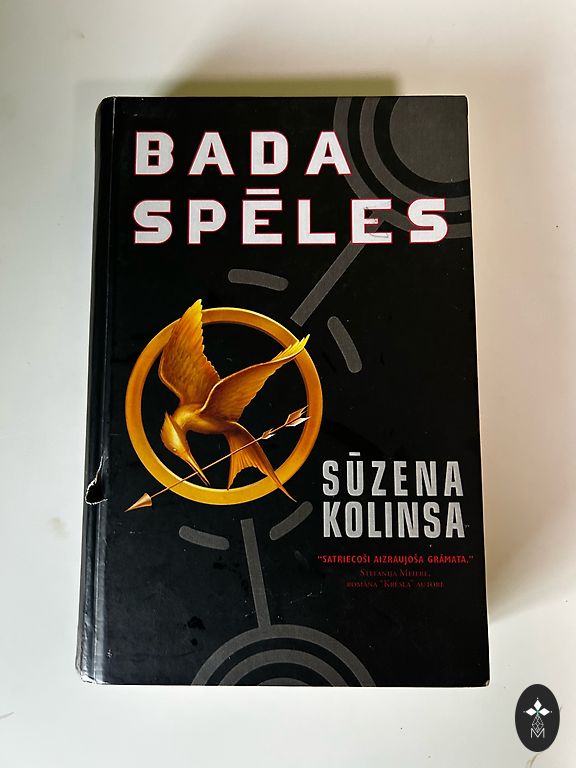 BADA
SPĒLES
SŪZENA
KOLINSA
"SATRIECOŠI AIZRAUJOŠA GRĀMATA."
STEFANIJA MEIERE,
ROMĀNA "KRĒSLA" AUTORE
M